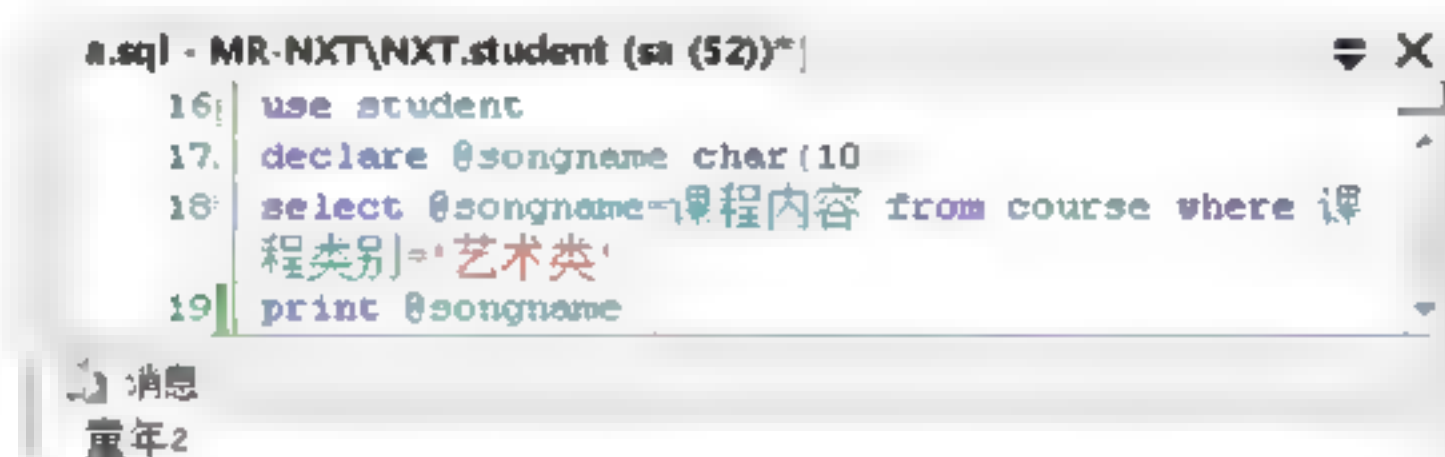 a.sql - MR-NXT\NXT.student (sa (52))*
16 use student
17 declare @songname char(10
18 select @songname=课程内容 from course where 课
程类别='艺术类'
19 print @songname
消息
童年2